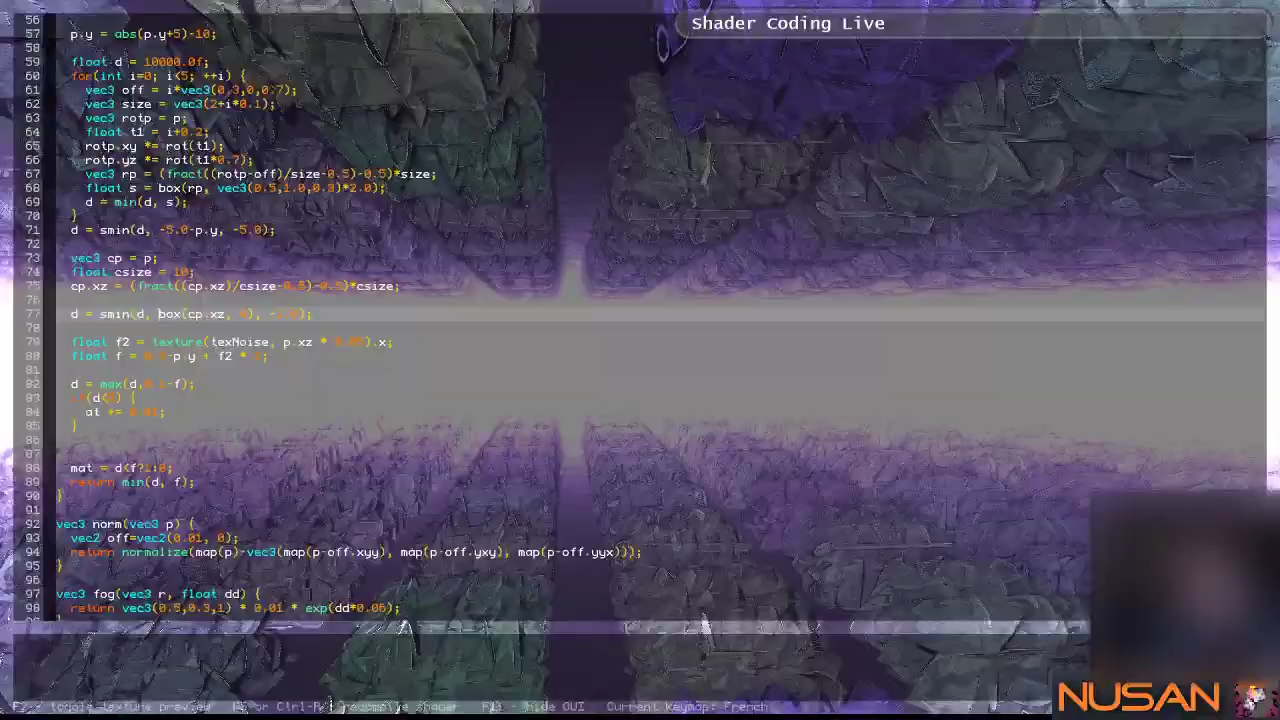 Shader Coding Live
56
57 p.y = abs(p.y+5)-10;
58
59 float d = 10000.0f;
60 for(int i=0; i<5; ++i) {
61 vec3 off = i*vec3(0.3,0,0.7);
62 vec3 size = vec3(2+i*0.1);
63 vec3 rotp = p;
64 float t1 = i+0.2;
65 rotp.xy *= rot(t1);
66 rotp.yz *= rot(t1*0.7);
67 vec3 rp = (fract((rotp-off)/size-0.5)-0.5)*size;
68 float s = box(rp, vec3(0.5,1.0,0.3)*2.0);
69 d = min(d, s);
70 }
71 d = smin(d, -5.0-p.y, -5.0);
72
73 vec3 cp = p;
74 float csize = 10;
75 cp.xz = (fract((cp.xz)/csize-0.5)-0.5)*csize;
76
77 d = smin(d, box(cp.xz,
78
79 float f2 = texture(texNoise, p.xz *
80 float f = p.y + f2 *
81
82 d = max(d, -f);
83 if(d<
84 at +=
85 }
86
87
88 mat = d<f?1:0;
89 return min(d, f);
90 }
91
92 vec3 norm(vec3 p) {
93 vec2 off=vec2(0.01, 0);
94 return normalize(map(p)-vec3(map(p-off.xyy), map(p-off.yxy), map(p-off.yyx)));
95 }
96
97 vec3 fog(vec3 r, float dd) {
98 return vec3(0.5,0.3,1) * 0.01 * exp(dd*0.05);
toggle texture preview or Ctrl-R recompile shader - hide GUI Current Keymap: French
NUSAN